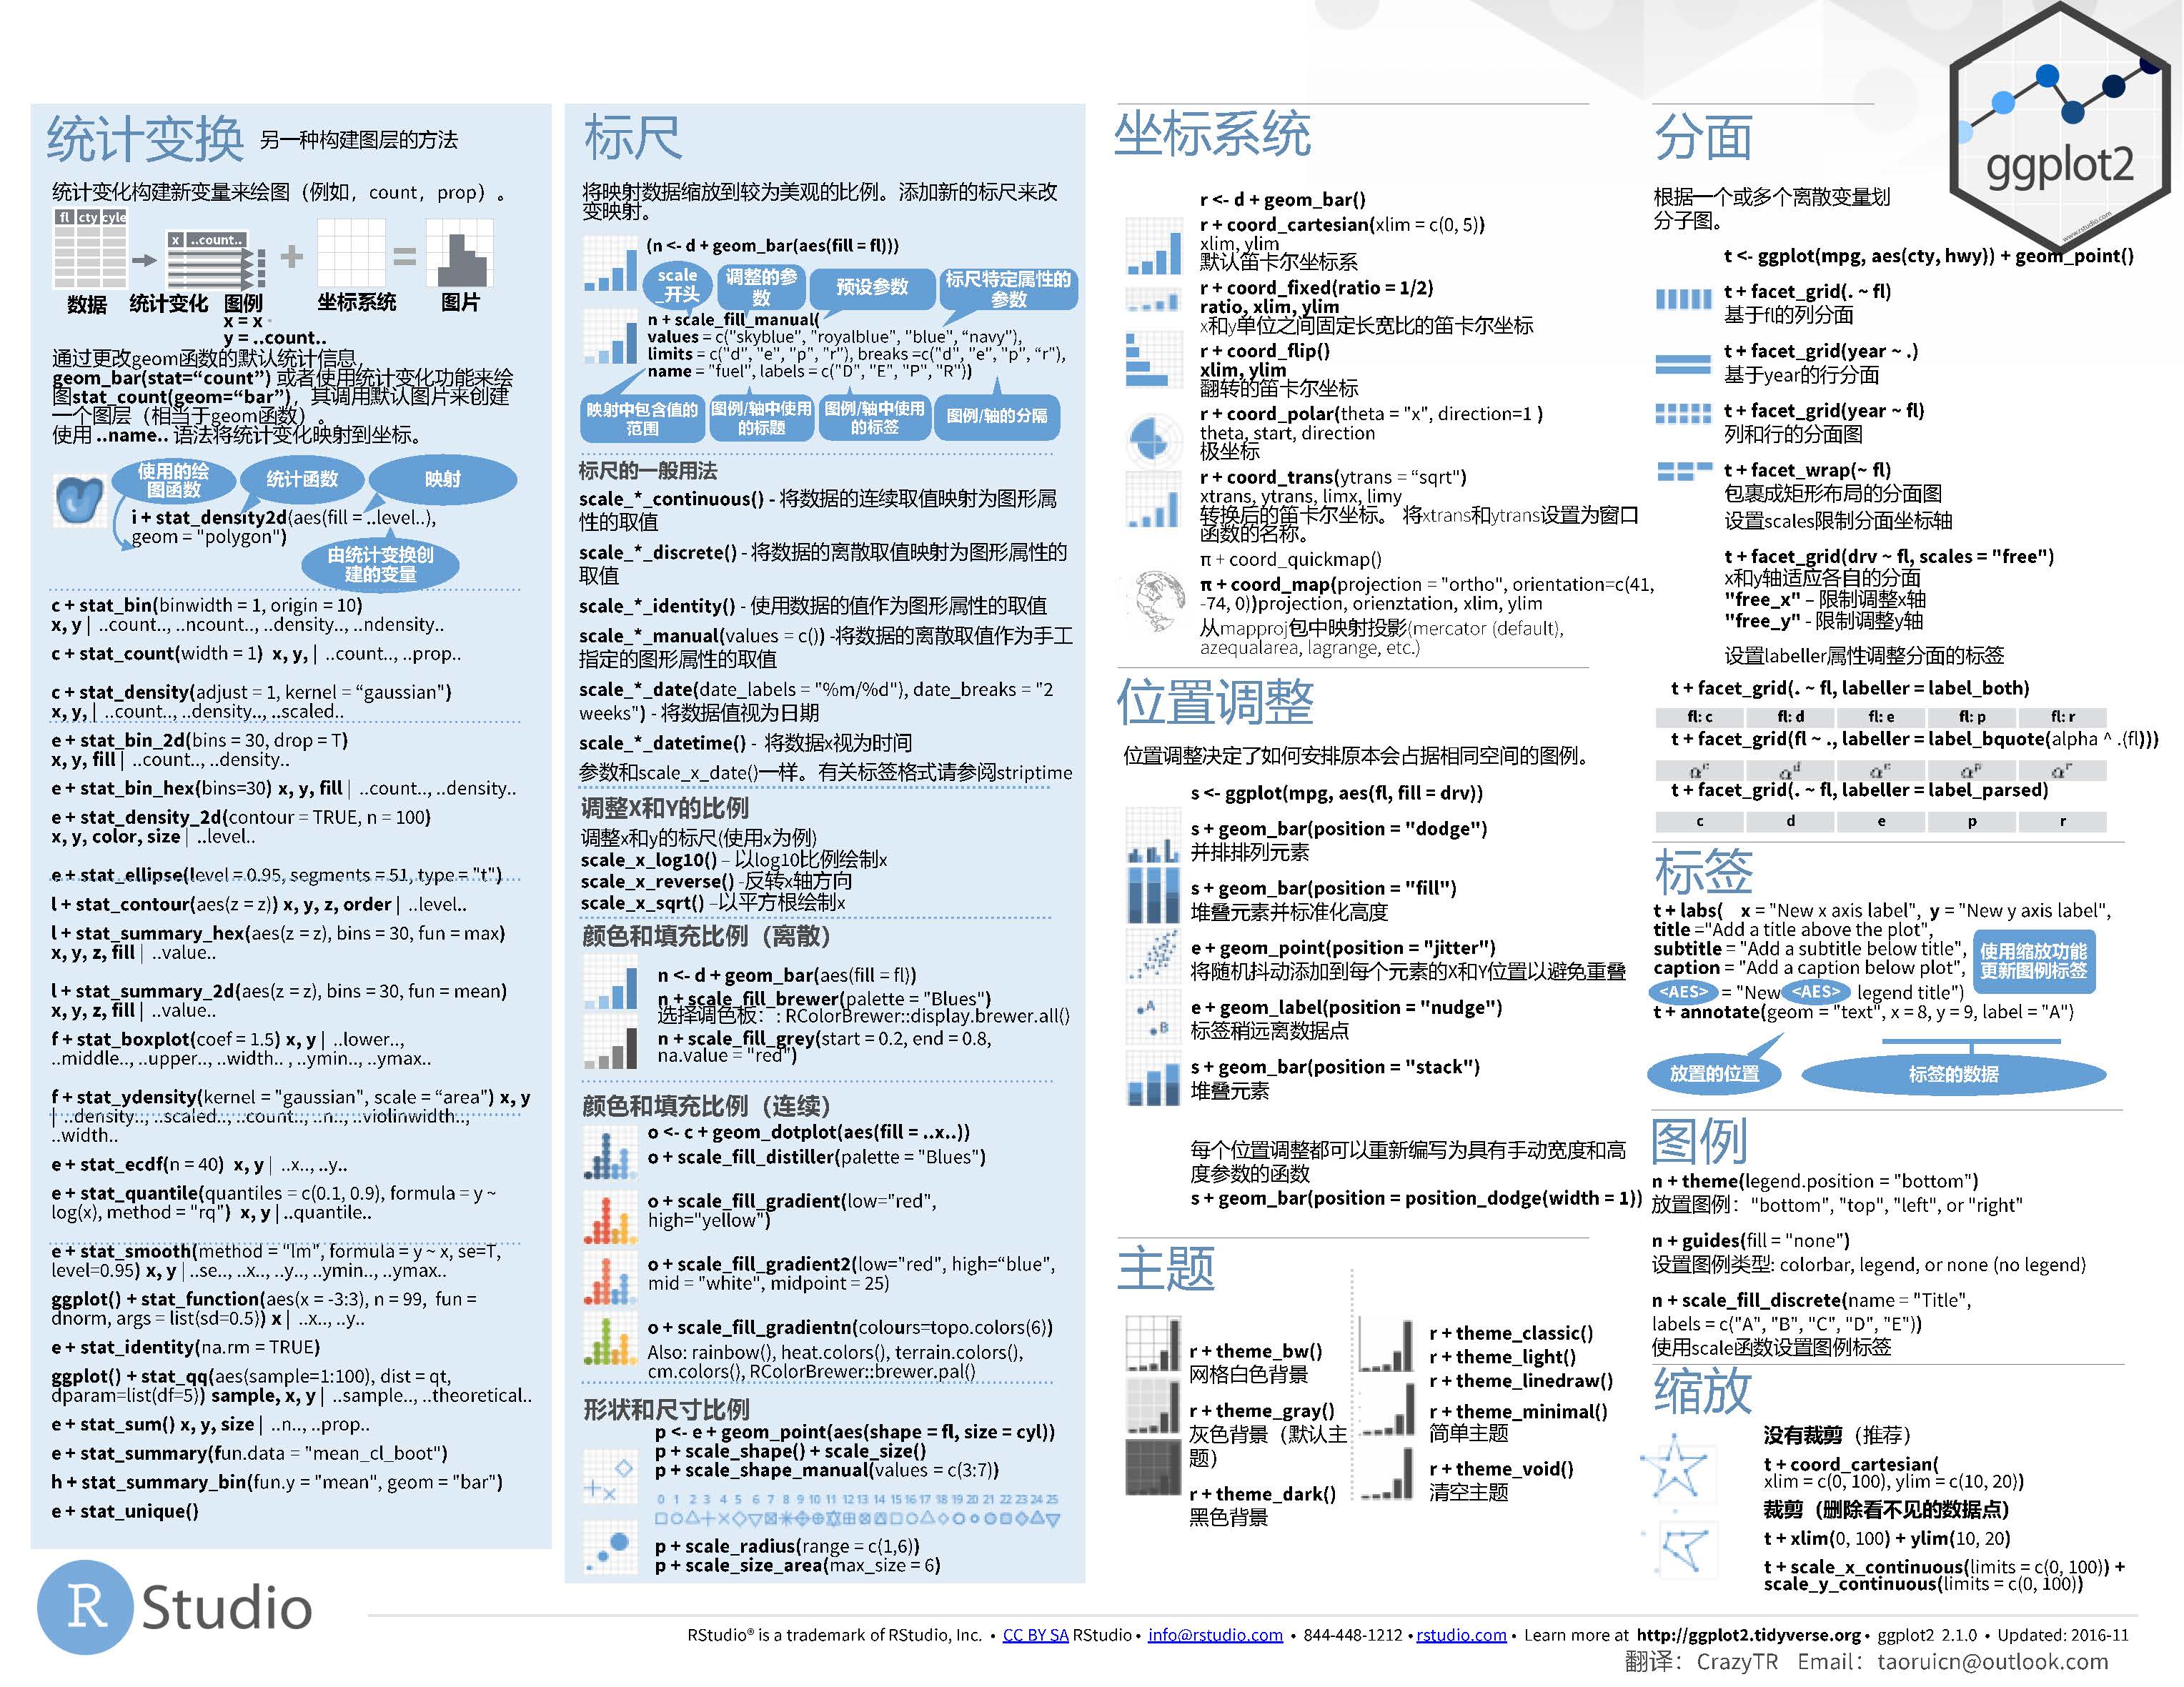 统计变换 另一种构建图层的方法
统计变化构建新变量来绘图（例如，count，prop）。
fl cty cyle
x ..count..
数据 统计变化 图例 坐标系统 图片
x = x
y = ..count..
通过更改geom函数的默认统计信息,
geom_bar(stat=“count”) 或者使用统计变化功能来绘
图stat_count(geom=“bar”)，其调用默认图片来创建
一个图层（相当于geom函数）。
使用 ..name.. 语法将统计变化映射到坐标。
使用的绘
图函数
统计函数
映射
i + stat_density2d(aes(fill = ..level..),
geom = "polygon")
由统计变换创
建的变量
c + stat_bin(binwidth = 1, origin = 10)
x, y | ..count.., ..ncount.., ..density.., ..ndensity..
c + stat_count(width = 1) x, y, | ..count.., ..prop..
c + stat_density(adjust = 1, kernel = “gaussian")
x, y, | ..count.., ..density.., ..scaled..
e + stat_bin_2d(bins = 30, drop = T)
x, y, fill | ..count.., ..density..
e + stat_bin_hex(bins=30) x, y, fill | ..count.., ..density..
e + stat_density_2d(contour = TRUE, n = 100)
x, y, color, size | ..level..
e + stat_ellipse(level = 0.95, segments = 51, type = "t")
l + stat_contour(aes(z = z)) x, y, z, order | ..level..
l + stat_summary_hex(aes(z = z), bins = 30, fun = max)
x, y, z, fill | ..value..
l + stat_summary_2d(aes(z = z), bins = 30, fun = mean)
x, y, z, fill | ..value..
f + stat_boxplot(coef = 1.5) x, y | ..lower..,
..middle.., ..upper.., ..width.. , ..ymin.., ..ymax..
f + stat_ydensity(kernel = "gaussian", scale = “area”) x, y
| ..density.., ..scaled.., ..count.., ..n.., ..violinwidth..,
..width..
e + stat_ecdf(n = 40) x, y | ..x.., ..y..
e + stat_quantile(quantiles = c(0.1, 0.9), formula = y ~
log(x), method = "rq") x, y | ..quantile..
e + stat_smooth(method = "lm", formula = y ~ x, se=T,
level=0.95) x, y | ..se.., ..x.., ..y.., ..ymin.., ..ymax..
ggplot() + stat_function(aes(x = -3:3), n = 99, fun =
dnorm, args = list(sd=0.5)) x | ..x.., ..y..
e + stat_identity(na.rm = TRUE)
ggplot() + stat_qq(aes(sample=1:100), dist = qt,
dparam=list(df=5)) sample, x, y | ..sample.., ..theoretical..
e + stat_sum() x, y, size | ..n.., ..prop..
e + stat_summary(fun.data = "mean_cl_boot")
h + stat_summary_bin(fun.y = "mean", geom = "bar")
e + stat_unique()
标尺
将映射数据缩放到较为美观的比例。添加新的标尺来改
变映射。
(n <- d + geom_bar(aes(fill = fl)))
scale
_开头
调整的参
数
预设参数
标尺特定属性的
参数
n + scale_fill_manual(
values = c("skyblue", "royalblue", "blue", “navy"),
limits = c("d", "e", "p", "r"), breaks =c("d", "e", "p", “r"),
name = "fuel", labels = c("D", "E", "P", "R"))
映射中包含值的
范围
图例/轴中使用
的标题
图例/轴中使用
的标签
图例/轴的分隔
标尺的一般用法
scale_*_continuous() - 将数据的连续取值映射为图形属
性的取值
scale_*_discrete() - 将数据的离散取值映射为图形属性的
取值
scale_*_identity() - 使用数据的值作为图形属性的取值
scale_*_manual(values = c()) -将数据的离散取值作为手工
指定的图形属性的取值
scale_*_date(date_labels = "%m/%d"), date_breaks = "2
weeks") - 将数据值视为日期
scale_*_datetime() - 将数据x视为时间
参数和scale_x_date()一样。有关标签格式请参阅striptime
调整X和Y的比例
调整x和y的标尺(使用x为例)
scale_x_log10() – 以log10比例绘制x
scale_x_reverse() -反转x轴方向
scale_x_sqrt() –以平方根绘制x
颜色和填充比例（离散）
n <- d + geom_bar(aes(fill = fl))
n + scale_fill_brewer(palette = "Blues")
选择调色板：: RColorBrewer::display.brewer.all()
n + scale_fill_grey(start = 0.2, end = 0.8,
na.value = "red")
颜色和填充比例（连续）
o <- c + geom_dotplot(aes(fill = ..x..))
o + scale_fill_distiller(palette = "Blues")
o + scale_fill_gradient(low="red",
high="yellow")
o + scale_fill_gradient2(low="red", high=“blue",
mid = "white", midpoint = 25)
o + scale_fill_gradientn(colours=topo.colors(6))
Also: rainbow(), heat.colors(), terrain.colors(),
cm.colors(), RColorBrewer::brewer.pal()
形状和尺寸比例
p <- e + geom_point(aes(shape = fl, size = cyl))
p + scale_shape() + scale_size()
p + scale_shape_manual(values = c(3:7))
0 1 2 3 4 5 6 7 8 9 10 11 12 13 14 15 16 17 18 19 20 21 22 23 24 25
p + scale_radius(range = c(1,6))
p + scale_size_area(max_size = 6)
坐标系统
r <- d + geom_bar()
r + coord_cartesian(xlim = c(0, 5))
xlim, ylim
默认笛卡尔坐标系
r + coord_fixed(ratio = 1/2)
ratio, xlim, ylim
x和y单位之间固定长宽比的笛卡尔坐标
r + coord_flip()
xlim, ylim
翻转的笛卡尔坐标
r + coord_polar(theta = "x", direction=1 )
theta, start, direction
极坐标
r + coord_trans(ytrans = “sqrt")
xtrans, ytrans, limx, limy
转换后的笛卡尔坐标。 将xtrans和ytrans设置为窗口
函数的名称。
π + coord_quickmap()
π + coord_map(projection = "ortho", orientation=c(41,
-74, 0))projection, orienztation, xlim, ylim
从mapproj包中映射投影(mercator (default),
azequalarea, lagrange, etc.)
位置调整
位置调整决定了如何安排原本会占据相同空间的图例。
s <- ggplot(mpg, aes(fl, fill = drv))
s + geom_bar(position = "dodge")
并排排列元素
s + geom_bar(position = "fill")
堆叠元素并标准化高度
e + geom_point(position = "jitter")
将随机抖动添加到每个元素的X和Y位置以避免重叠
A
B
e + geom_label(position = "nudge")
标签稍远离数据点
s + geom_bar(position = "stack")
堆叠元素
每个位置调整都可以重新编写为具有手动宽度和高
度参数的函数
s + geom_bar(position = position_dodge(width = 1))
主题
r + theme_bw()
网格白色背景
r + theme_gray()
灰色背景（默认主
题）
r + theme_dark()
黑色背景
r + theme_classic()
r + theme_light()
r + theme_linedraw()
r + theme_minimal()
简单主题
r + theme_void()
清空主题
分面
ggplot2
www.rstudio.com
根据一个或多个离散变量划
分子图。
t <- ggplot(mpg, aes(cty, hwy)) + geom_point()
t + facet_grid(. ~ fl)
基于fl的列分面
t + facet_grid(year ~ .)
基于year的行分面
t + facet_grid(year ~ fl)
列和行的分面图
t + facet_wrap(~ fl)
包裹成矩形布局的分面图
设置scales限制分面坐标轴
t + facet_grid(drv ~ fl, scales = "free")
x和y轴适应各自的分面
"free_x" – 限制调整x轴
"free_y" - 限制调整y轴
设置labeller属性调整分面的标签
t + facet_grid(. ~ fl, labeller = label_both)
fl: c fl: d fl: e fl: p fl: r
t + facet_grid(fl ~ ., labeller = label_bquote(alpha ^ .(fl)))
α^c α^d α^e α^p α^r
t + facet_grid(. ~ fl, labeller = label_parsed)
c d e p r
标签
t + labs( x = "New x axis label", y = "New y axis label",
title ="Add a title above the plot",
subtitle = "Add a subtitle below title",
caption = "Add a caption below plot",
使用缩放功能
更新图例标签
<AES> = "New <AES> legend title")
t + annotate(geom = "text", x = 8, y = 9, label = "A")
放置的位置 标签的数据
图例
n + theme(legend.position = "bottom")
放置图例："bottom", "top", "left", or "right"
n + guides(fill = "none")
设置图例类型: colorbar, legend, or none (no legend)
n + scale_fill_discrete(name = "Title",
labels = c("A", "B", "C", "D", "E"))
使用scale函数设置图例标签
缩放
没有裁剪（推荐）
t + coord_cartesian(
xlim = c(0, 100), ylim = c(10, 20))
裁剪（删除看不见的数据点）
t + xlim(0, 100) + ylim(10, 20)
t + scale_x_continuous(limits = c(0, 100)) +
scale_y_continuous(limits = c(0, 100))
R Studio
RStudio® is a trademark of RStudio, Inc. • CC BY SA RStudio • info@rstudio.com • 844-448-1212 • rstudio.com • Learn more at http://ggplot2.tidyverse.org • ggplot2 2.1.0 • Updated: 2016-11
翻译：CrazyTR Email：taoruicn@outlook.com